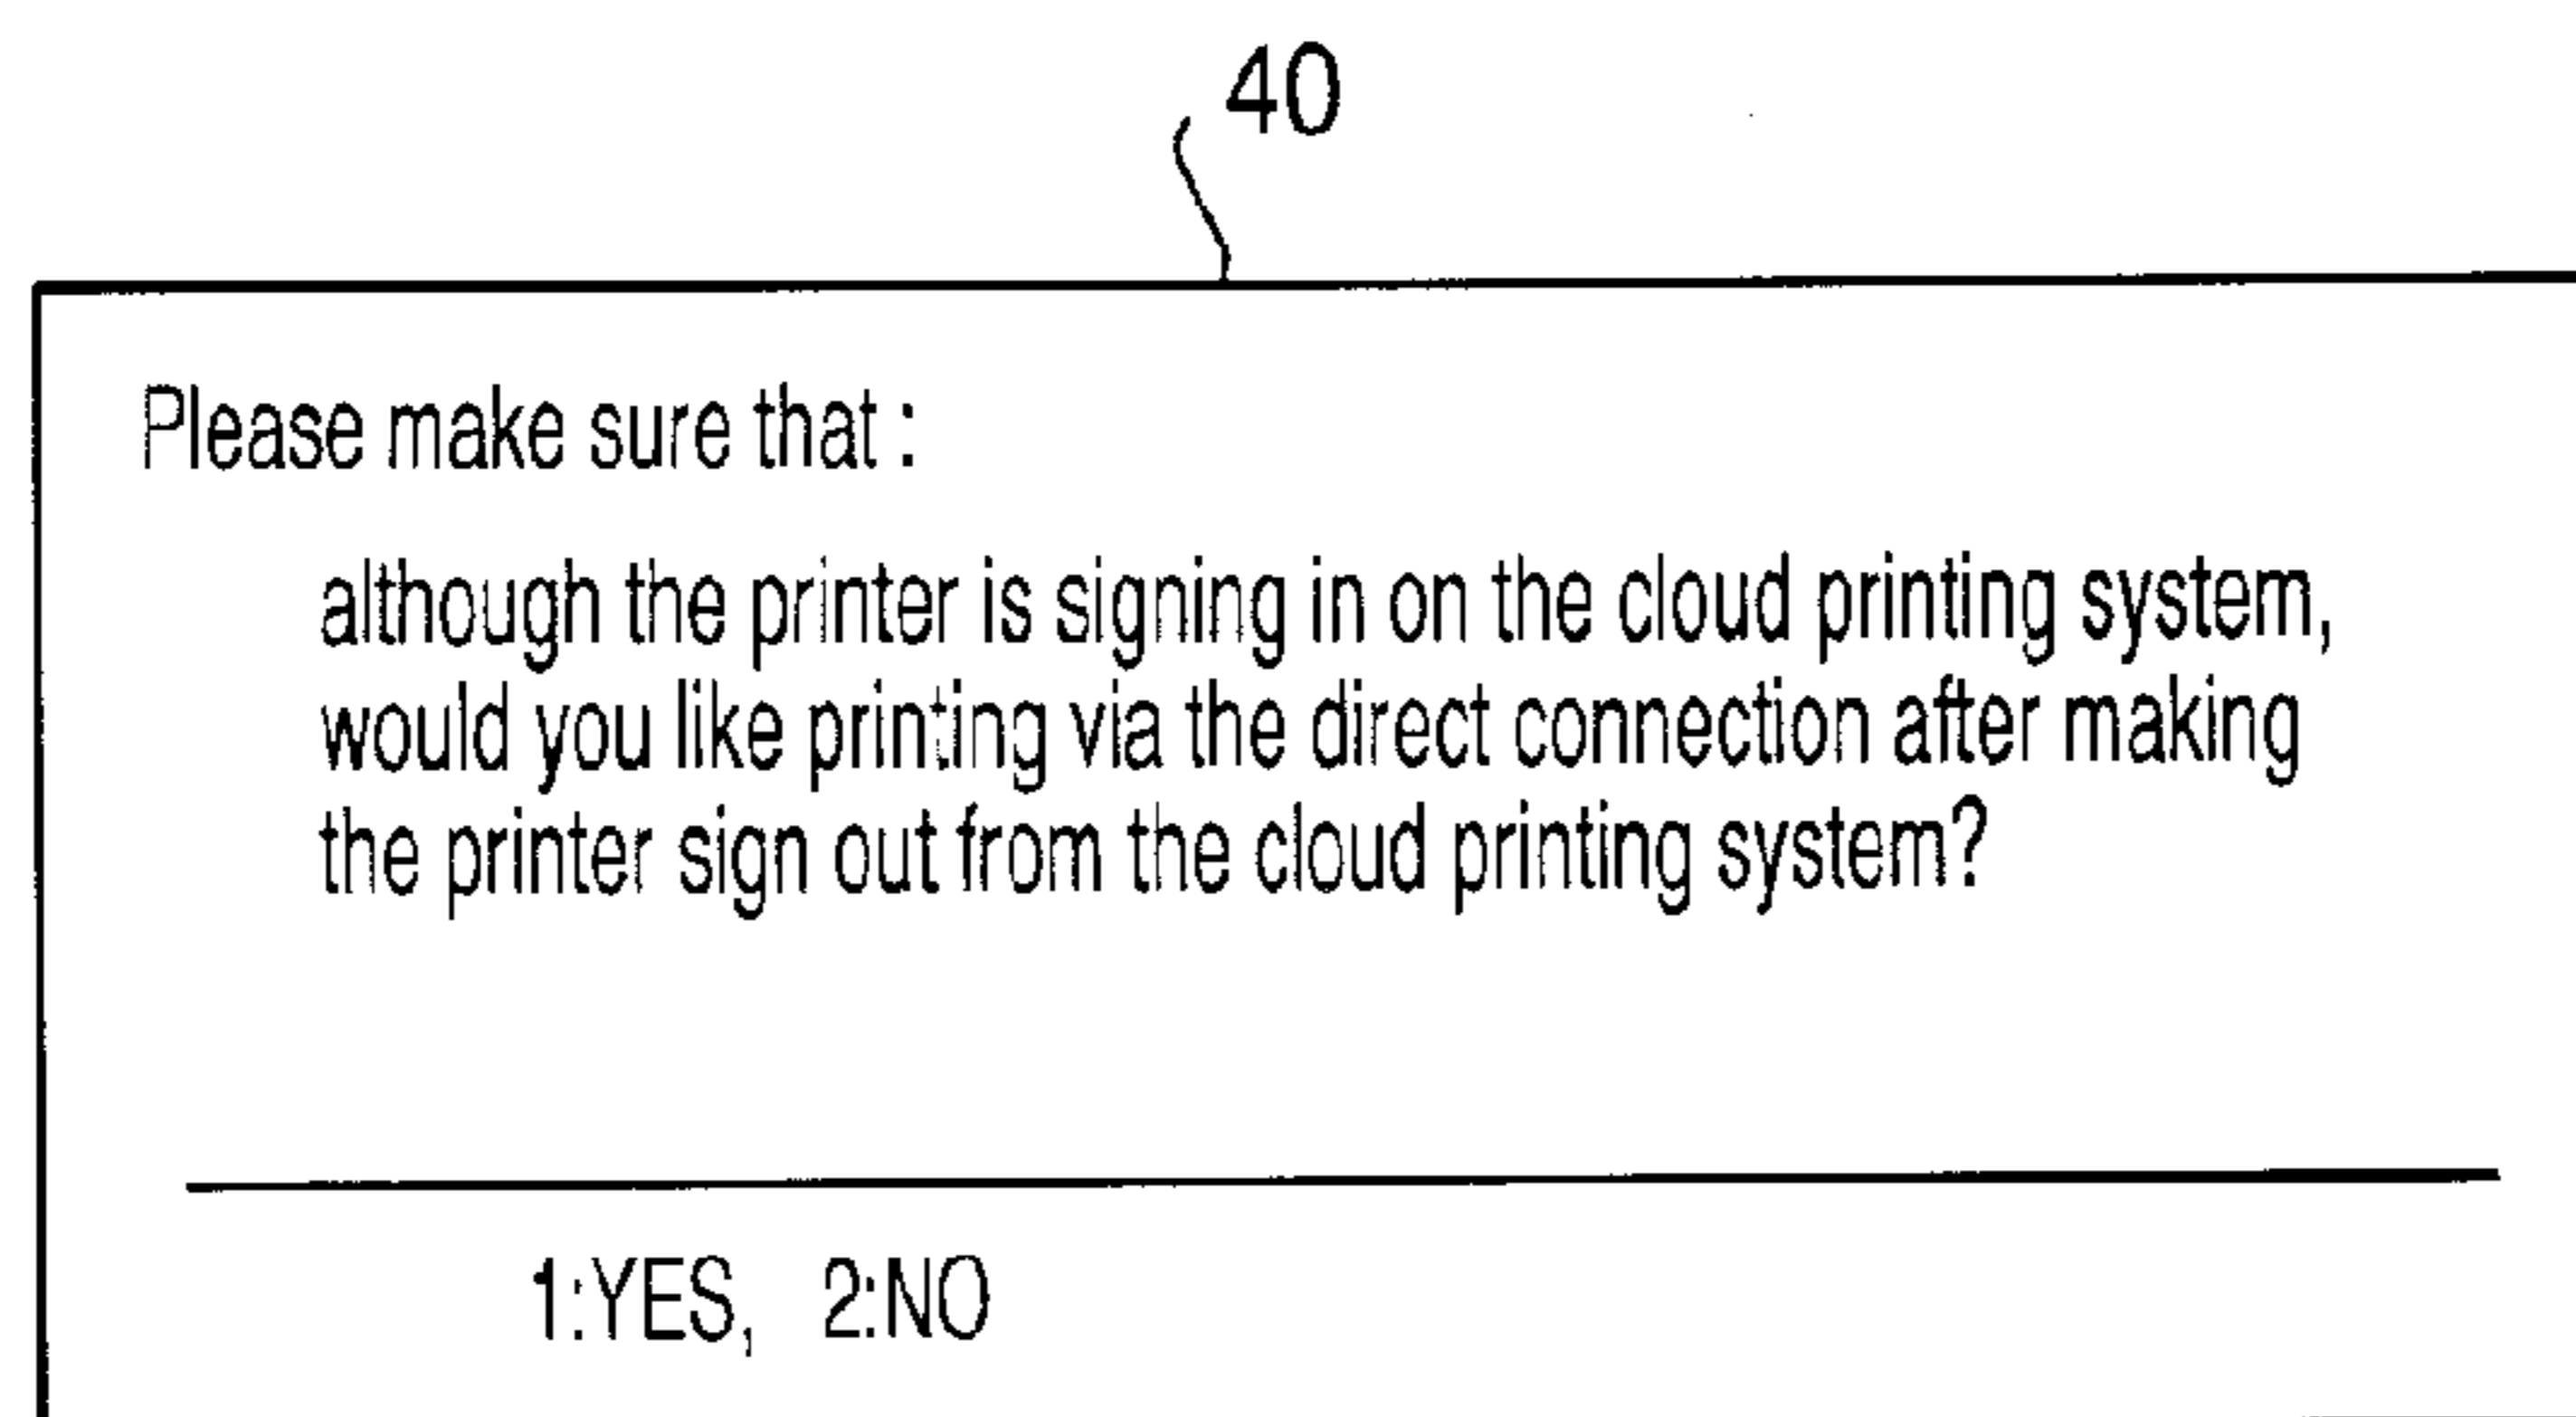 40
Please make sure that :
although the printer is signing in on the cloud printing system,
would you like printing via the direct connection after making
the printer sign out from the cloud printing system?
1:YES, 2:NO